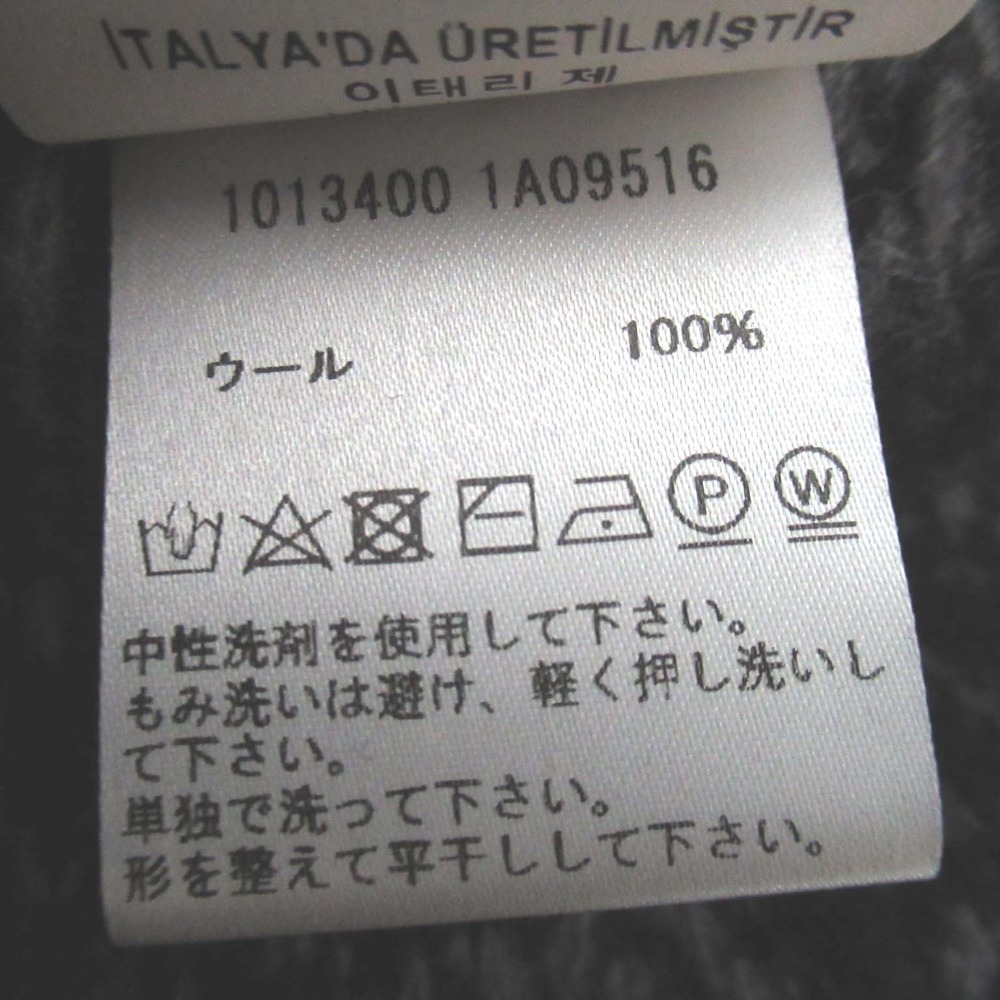 İTALYA'DA ÜRETİLMİŞTİR
이태리 제
1013400 1A09516
ウール 100%
P W
中性洗剤を使用して下さい。
もみ洗いは避け、軽く押し洗いし
て下さい。
単独で洗って下さい。
形を整えて平干しして下さい。